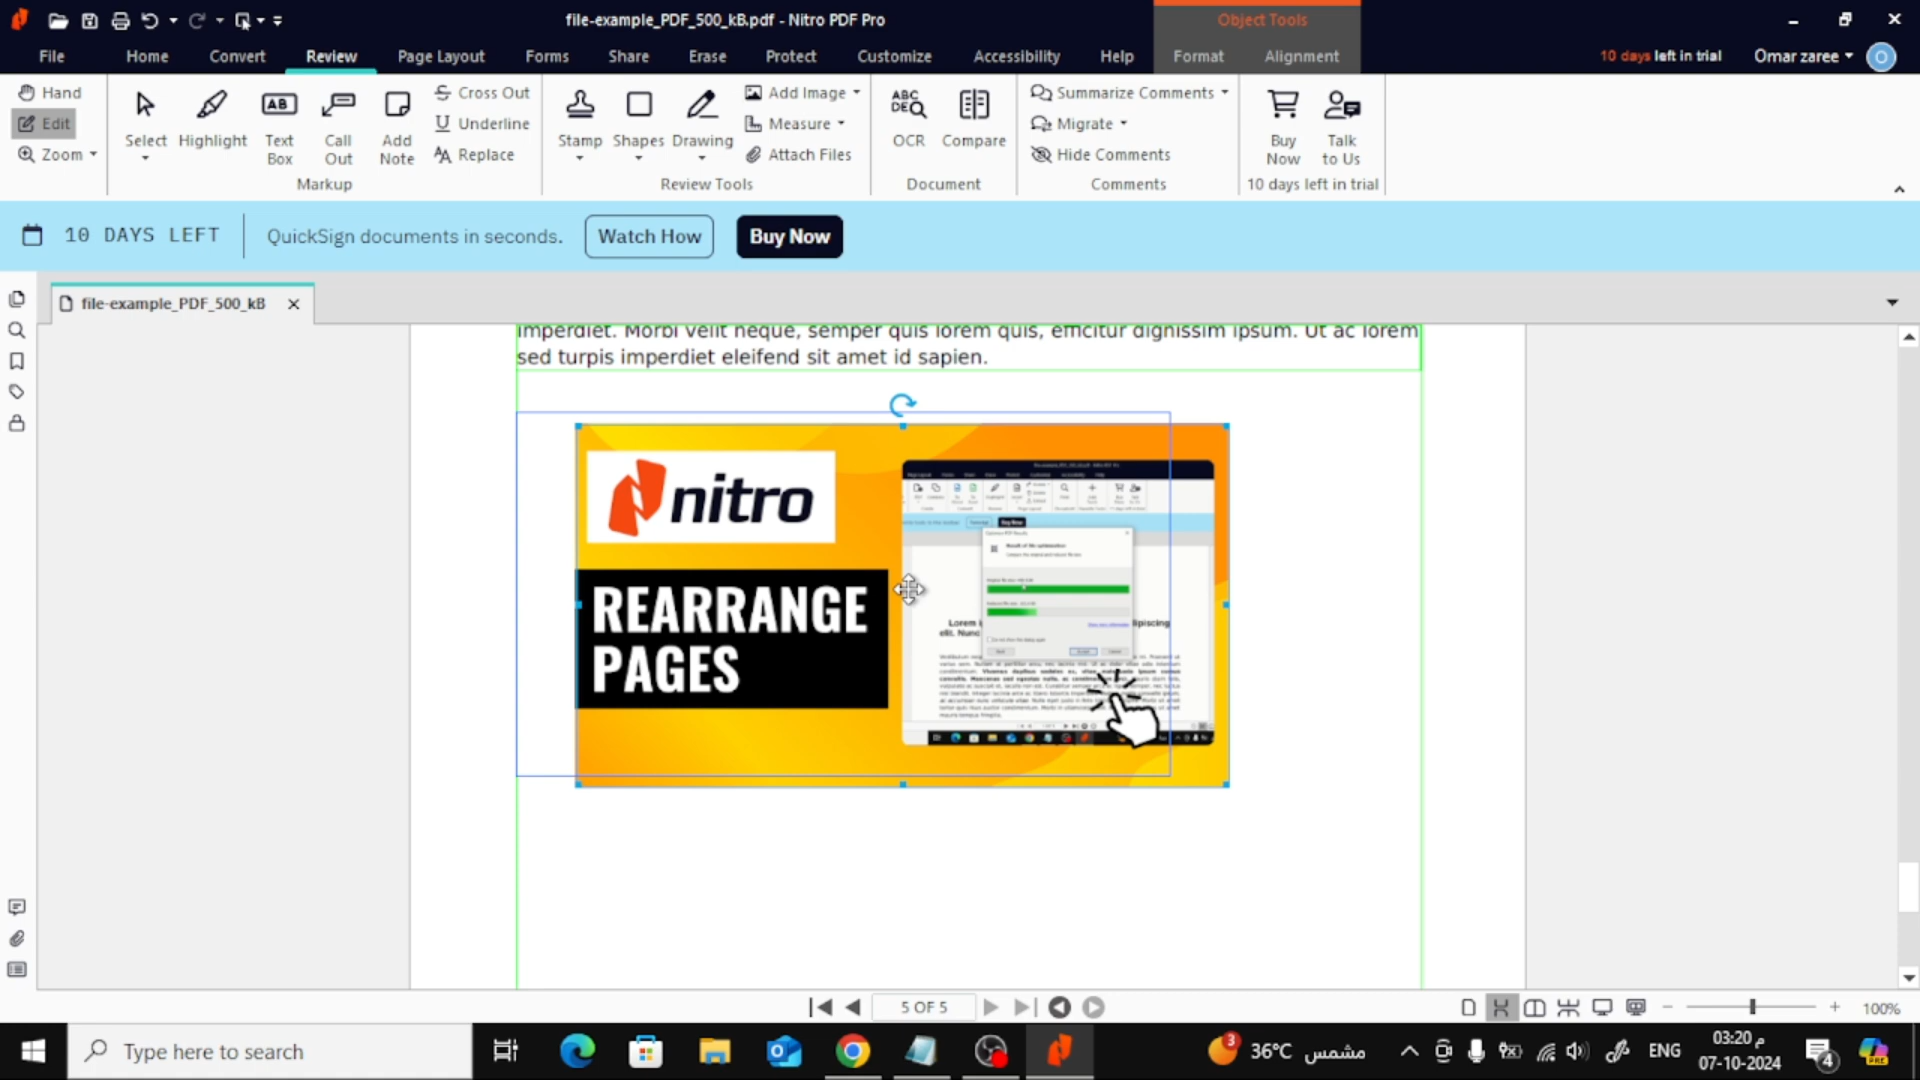 file-example_PDF_500_kB.pdf - Nitro PDF Pro
Object Tools
File Home Convert Review Page Layout Forms Share Erase Protect Customize Accessibility Help Format Alignment
10 days left in trial Omar zaree O
Hand
Edit
Zoom
Select
Highlight
AB
Text Box
Call Out
Add Note
Cross Out
Underline
Replace
Markup
Stamp
Shapes
Drawing
Add Image
Measure
Attach Files
Review Tools
OCR
Compare
Document
Summarize Comments
Migrate
Hide Comments
Comments
Buy Now
Talk to Us
10 days left in trial
10 DAYS LEFT QuickSign documents in seconds. Watch How Buy Now
file-example_PDF_500_kB
imperdiet. Morbi velit neque, semper quis lorem quis, efficitur dignissim ipsum. Ut ac lorem
sed turpis imperdiet eleifend sit amet id sapien.
nitro
REARRANGE
PAGES
5 OF 5
100%
Type here to search
3
36°C مشمس
ENG
03:20 م
07-10-2024
4
PRE